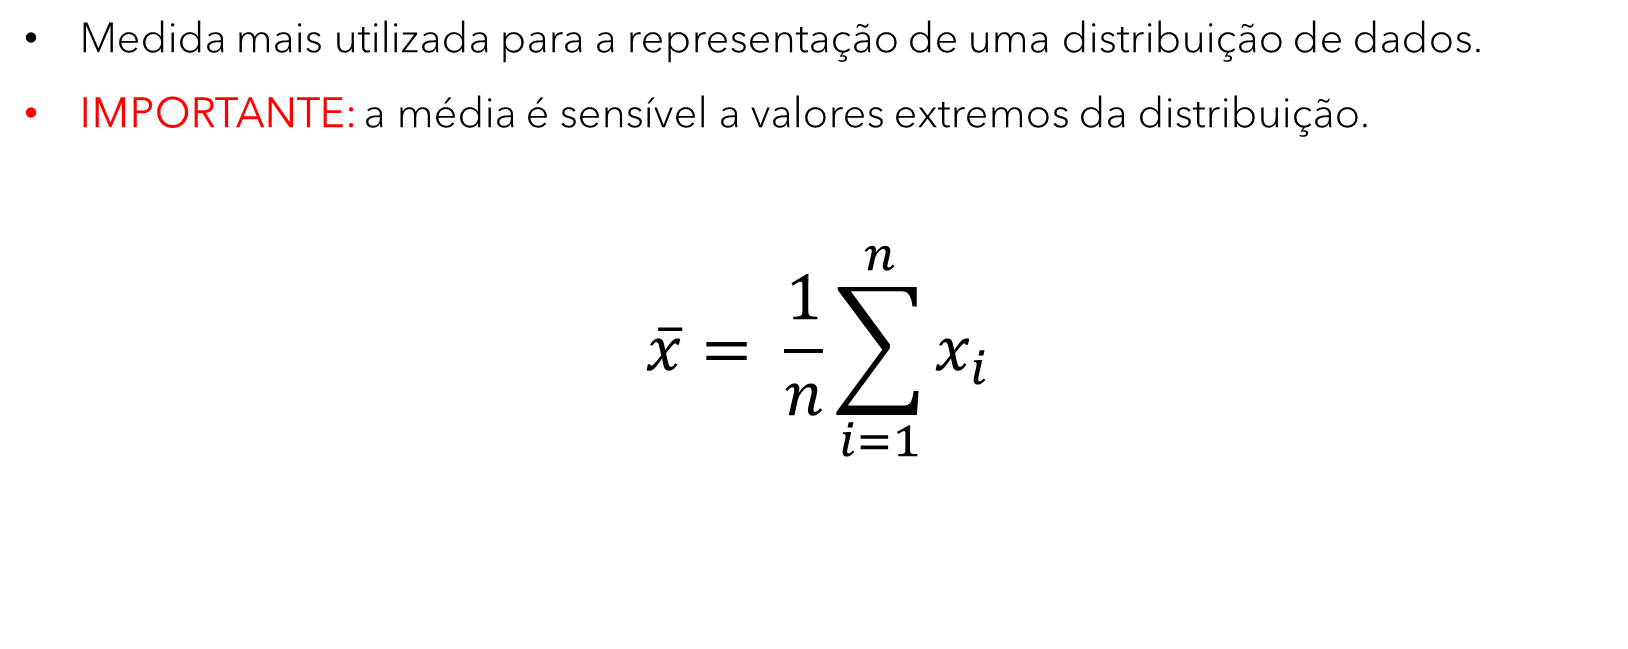 • Medida mais utilizada para a representação de uma distribuição de dados.
• IMPORTANTE: a média é sensível a valores extremos da distribuição.
x̄ = 1/n ∑_{i=1}^{n} x_i